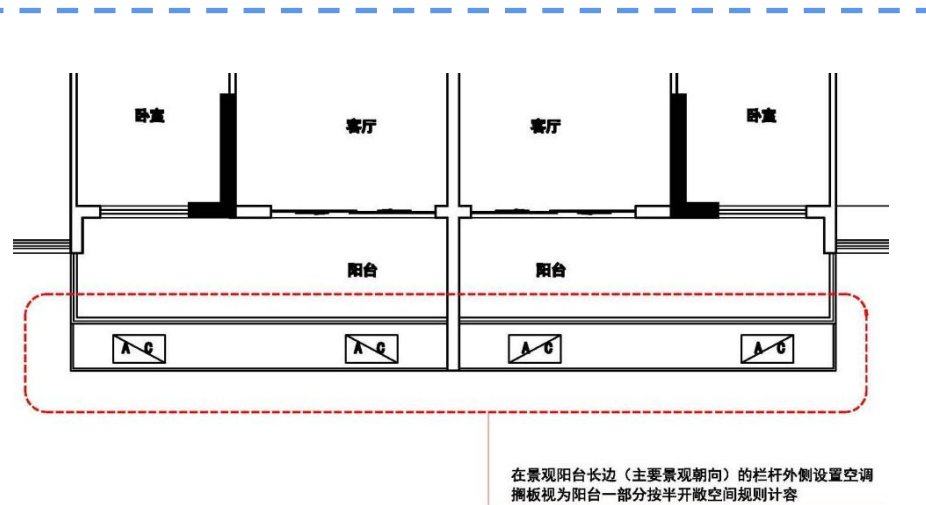 卧室 客厅 客厅 卧室
阳台 阳台
A C A C A C A C
在景观阳台长边（主要景观朝向）的栏杆外侧设置空调
搁板视为阳台一部分按半开敞空间规则计容